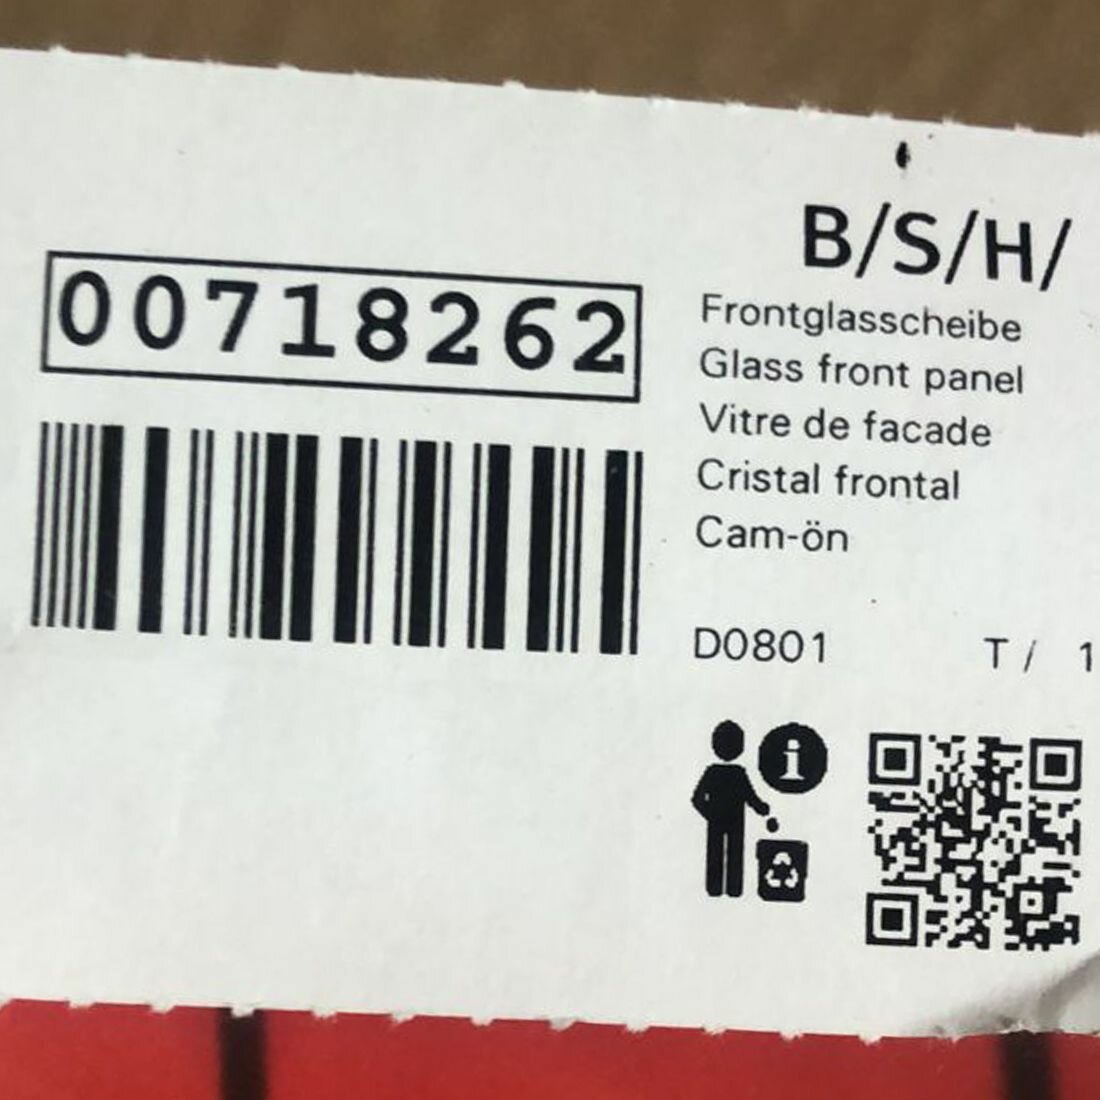 B/S/H/
00718262
Frontglasscheibe
Glass front panel
Vitre de facade
Cristal frontal
Cam-ön
D0801 T/ 1
i